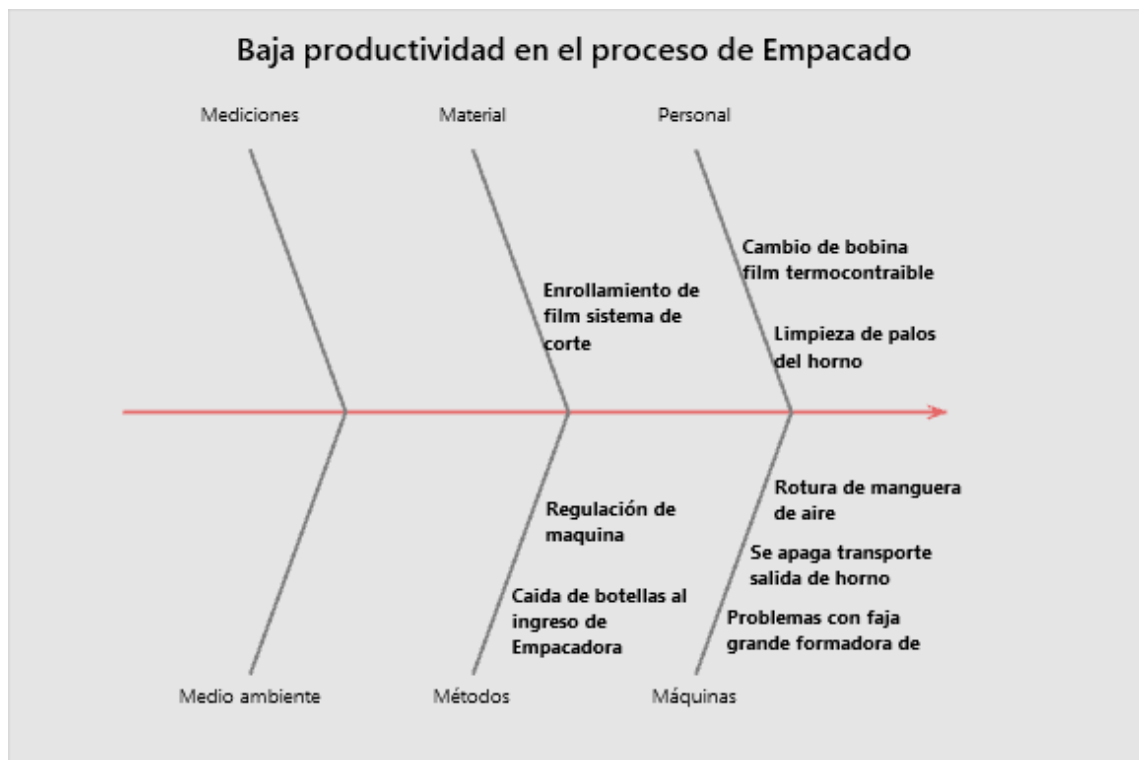 Baja productividad en el proceso de Empacado
Mediciones
Material
Personal
Cambio de bobina
film termocontraible
Enrollamiento de
film sistema de
corte
Limpieza de palos
del horno
Rotura de manguera
de aire
Regulación de
maquina
Se apaga transporte
salida de horno
Caida de botellas al
ingreso de
Empacadora
Problemas con faja
grande formadora de
Medio ambiente
Métodos
Máquinas